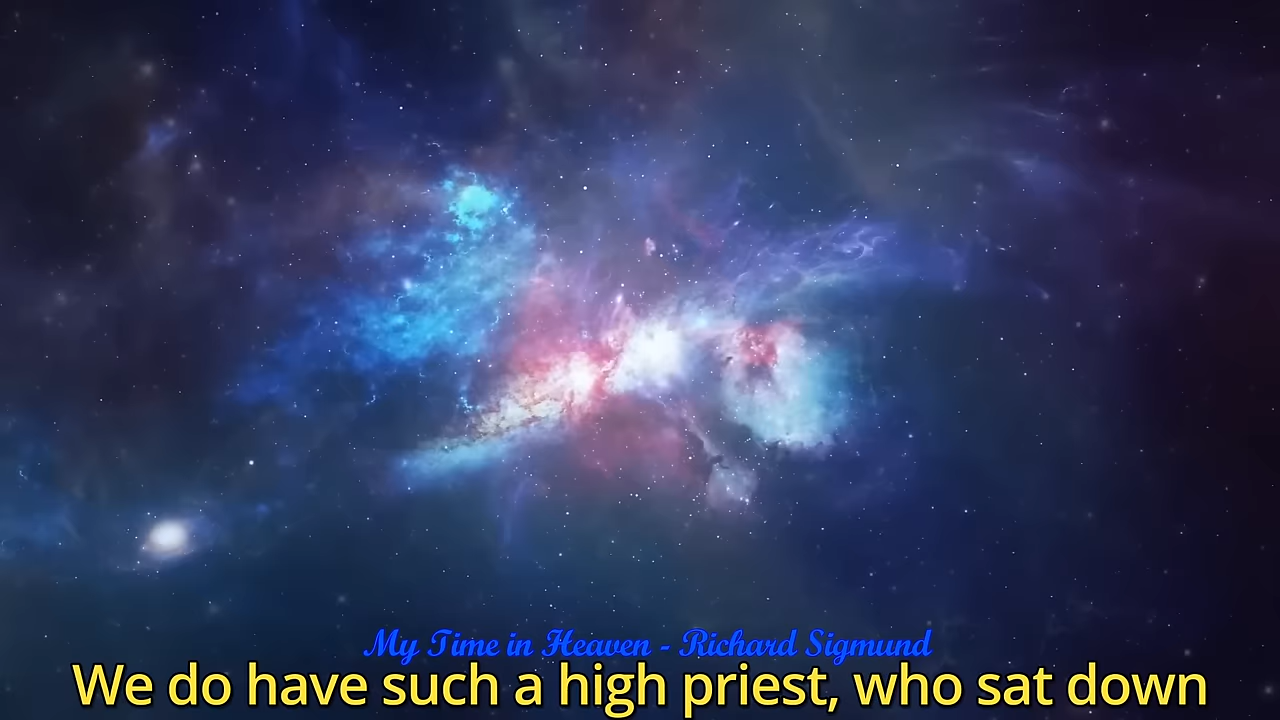 My Time in Heaven - Richard Sigmund
We do have such a high priest, who sat down